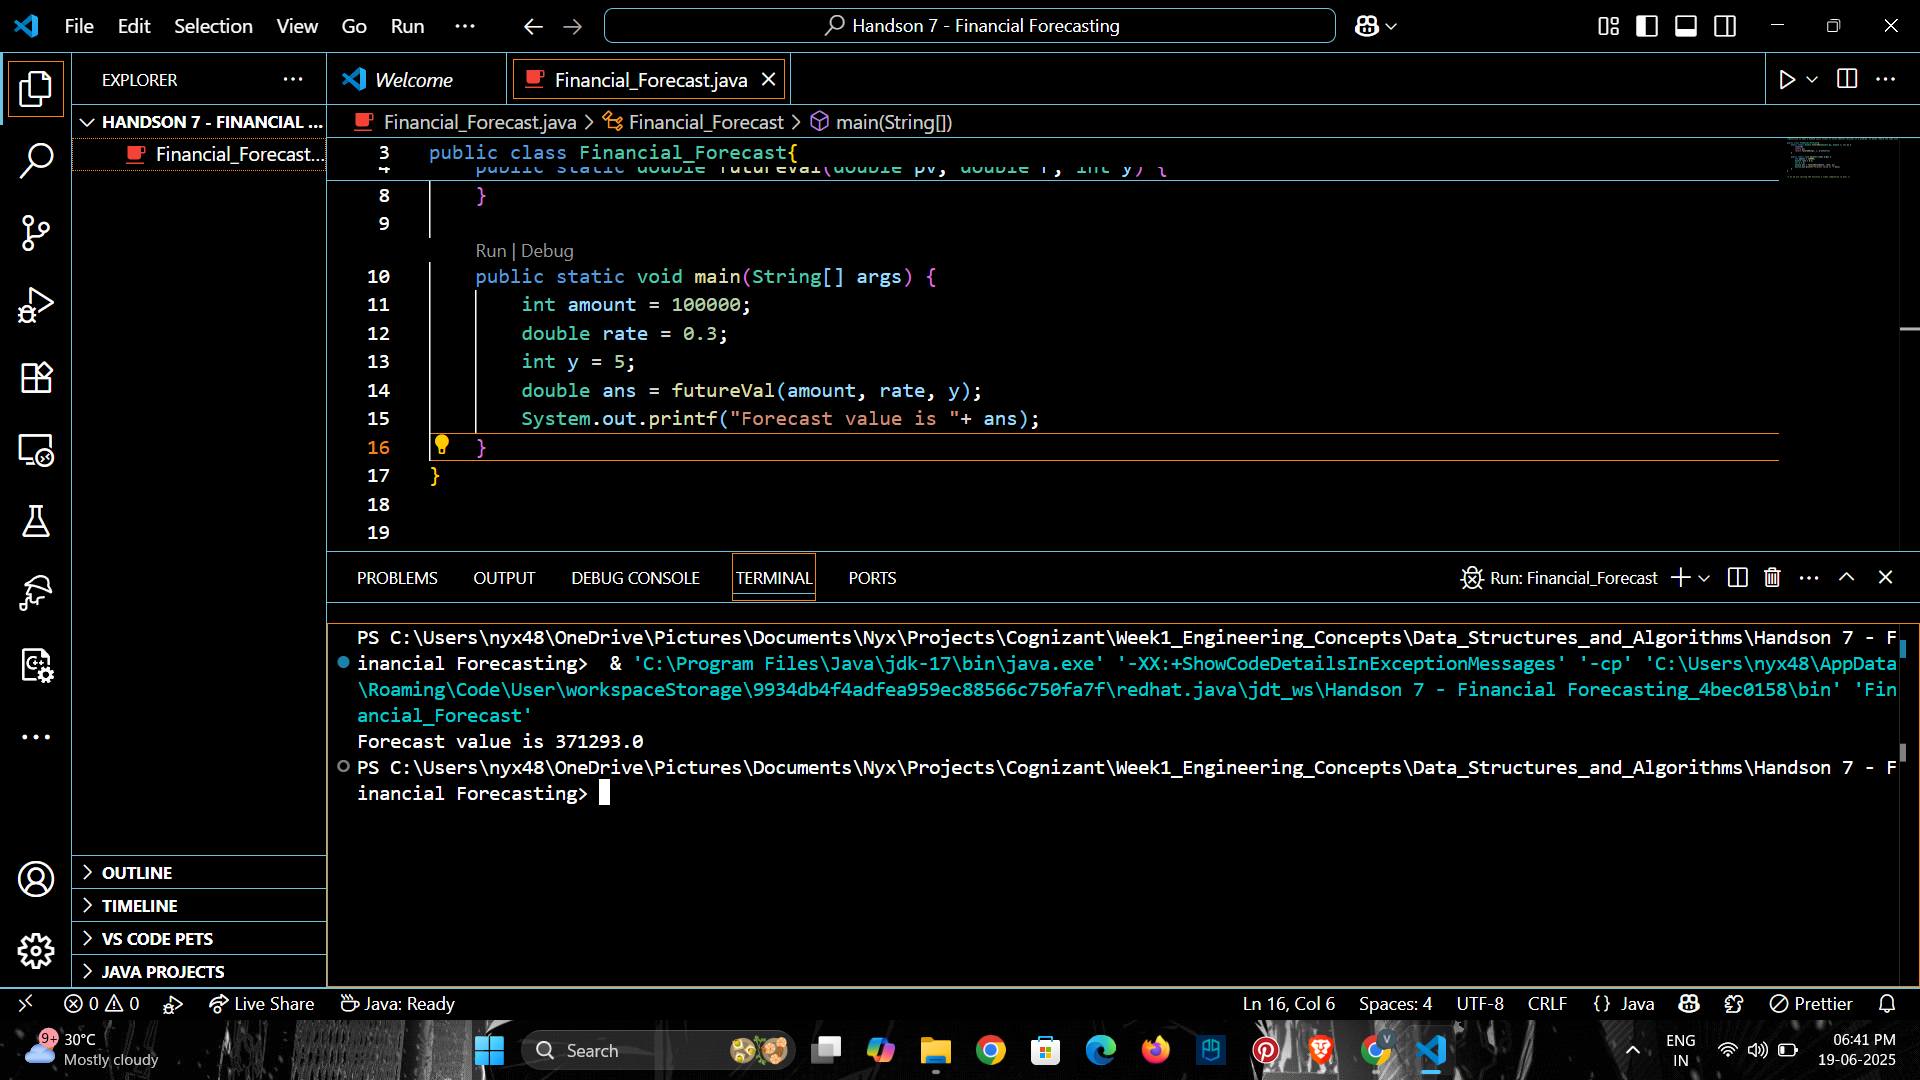 File Edit Selection View Go Run ...
Handson 7 - Financial Forecasting
EXPLORER
Welcome
Financial_Forecast.java
HANDSON 7 - FINANCIAL ...
Financial_Forecast...
Financial_Forecast.java > Financial_Forecast > main(String[])
3 public class Financial_Forecast{
4 public static double futureVal(double pv, double r, int y) {
8 }
9
Run | Debug
10 public static void main(String[] args) {
11 int amount = 100000;
12 double rate = 0.3;
13 int y = 5;
14 double ans = futureVal(amount, rate, y);
15 System.out.printf("Forecast value is "+ ans);
16 }
17 }
18
19
PROBLEMS OUTPUT DEBUG CONSOLE TERMINAL PORTS
Run: Financial_Forecast
PS C:\Users\nyx48\OneDrive\Pictures\Documents\Nyx\Projects\Cognizant\Week1_Engineering_Concepts\Data_Structures_and_Algorithms\Handson 7 - F
inancial Forecasting> & 'C:\Program Files\Java\jdk-17\bin\java.exe' '-XX:+ShowCodeDetailsInExceptionMessages' '-cp' 'C:\Users\nyx48\AppData
\Roaming\Code\User\workspaceStorage\9934db4f4adfea959ec88566c750fa7f\redhat.java\jdt_ws\Handson 7 - Financial Forecasting_4bec0158\bin' 'Fin
ancial_Forecast'
Forecast value is 371293.0
PS C:\Users\nyx48\OneDrive\Pictures\Documents\Nyx\Projects\Cognizant\Week1_Engineering_Concepts\Data_Structures_and_Algorithms\Handson 7 - F
inancial Forecasting>
OUTLINE
TIMELINE
VS CODE PETS
JAVA PROJECTS
0 0 Live Share Java: Ready
Ln 16, Col 6 Spaces: 4 UTF-8 CRLF {} Java Prettier
9+ 30°C
Mostly cloudy
Search
ENG
IN
06:41 PM
19-06-2025